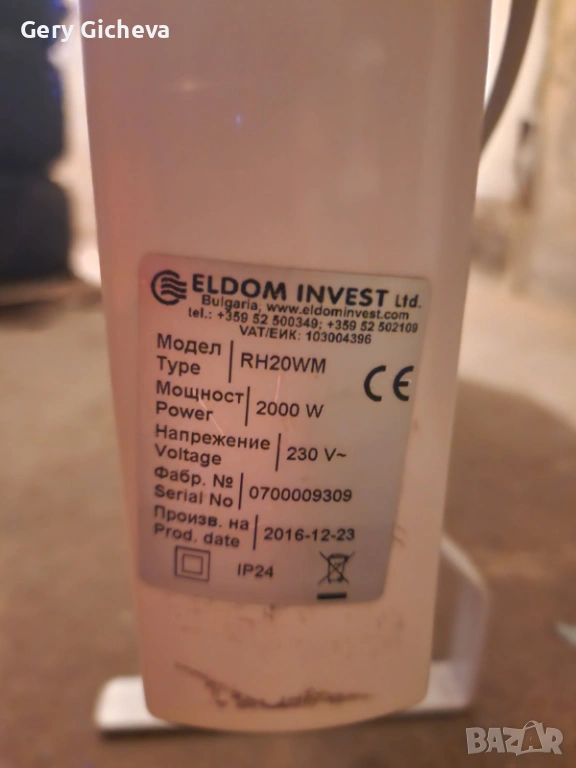 Gery Gicheva
ELDOM INVEST Ltd.
Bulgaria, www.eldominvest.com
tel.: +359 52 500349; +359 52 502109
VAT/ЕИК: 103004396
Модел
Type
RH20WM
CE
Мощност
Power
2000 W
Напрежение
Voltage
230 V~
Фабр. №
Serial No
0700009309
Произв. на
Prod. date
2016-12-23
IP24
BAZAR